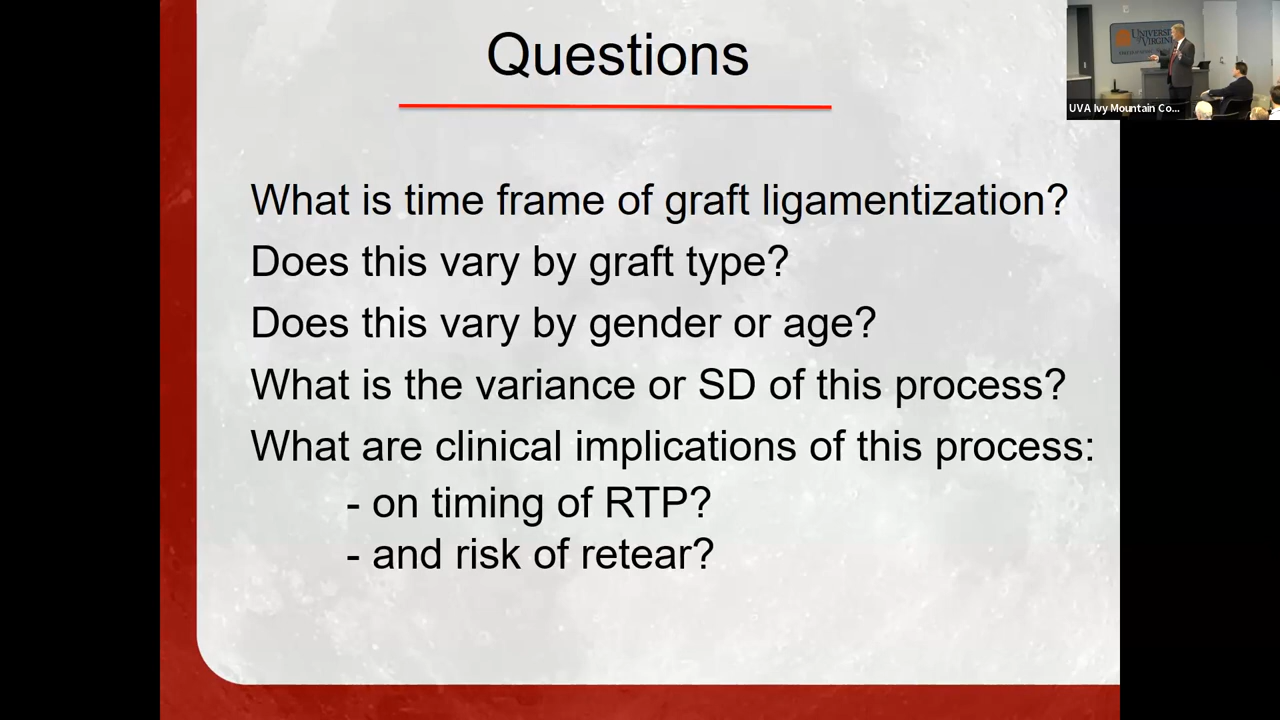 Questions
What is time frame of graft ligamentization?
Does this vary by graft type?
Does this vary by gender or age?
What is the variance or SD of this process?
What are clinical implications of this process:
- on timing of RTP?
- and risk of retear?
UNIVERSITY
VIRGINIA
UVA Ivy Mountain Co...